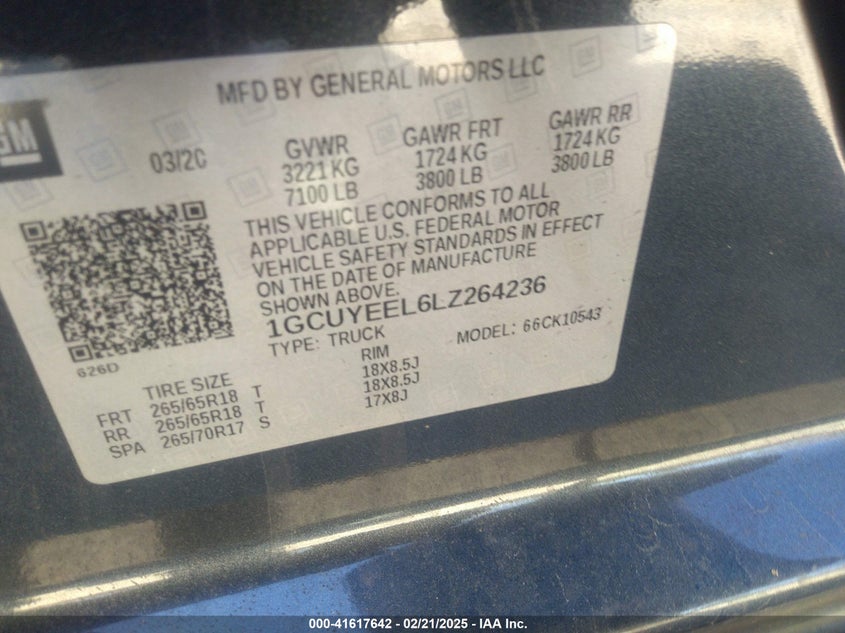 MFD BY GENERAL MOTORS LLC
GM
03/20
GVWR
3221 KG
7100 LB
GAWR FRT
1724 KG
3800 LB
GAWR RR
1724 KG
3800 LB
THIS VEHICLE CONFORMS TO ALL
APPLICABLE U.S. FEDERAL MOTOR
VEHICLE SAFETY STANDARDS IN EFFECT
ON THE DATE OF MANUFACTURE
SHOWN ABOVE.
1GCUYEEL6LZ264236
TYPE: TRUCK
MODEL: 66CK10543
626D
TIRE SIZE RIM
FRT 265/65R18 T 18X8.5J
RR 265/65R18 T 18X8.5J
SPA 265/70R17 S 17X8J
000-41617642 - 02/21/2025 - IAA Inc.